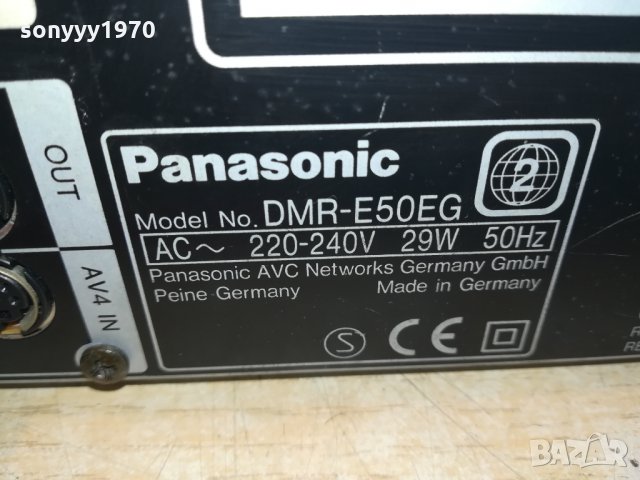 sonyyy1970
OUT
AV4 IN
Panasonic
2
Model No. DMR-E50EG
AC~ 220-240V 29W 50Hz
Panasonic AVC Networks Germany GmbH
Peine Germany Made in Germany
S CE
BAZAR